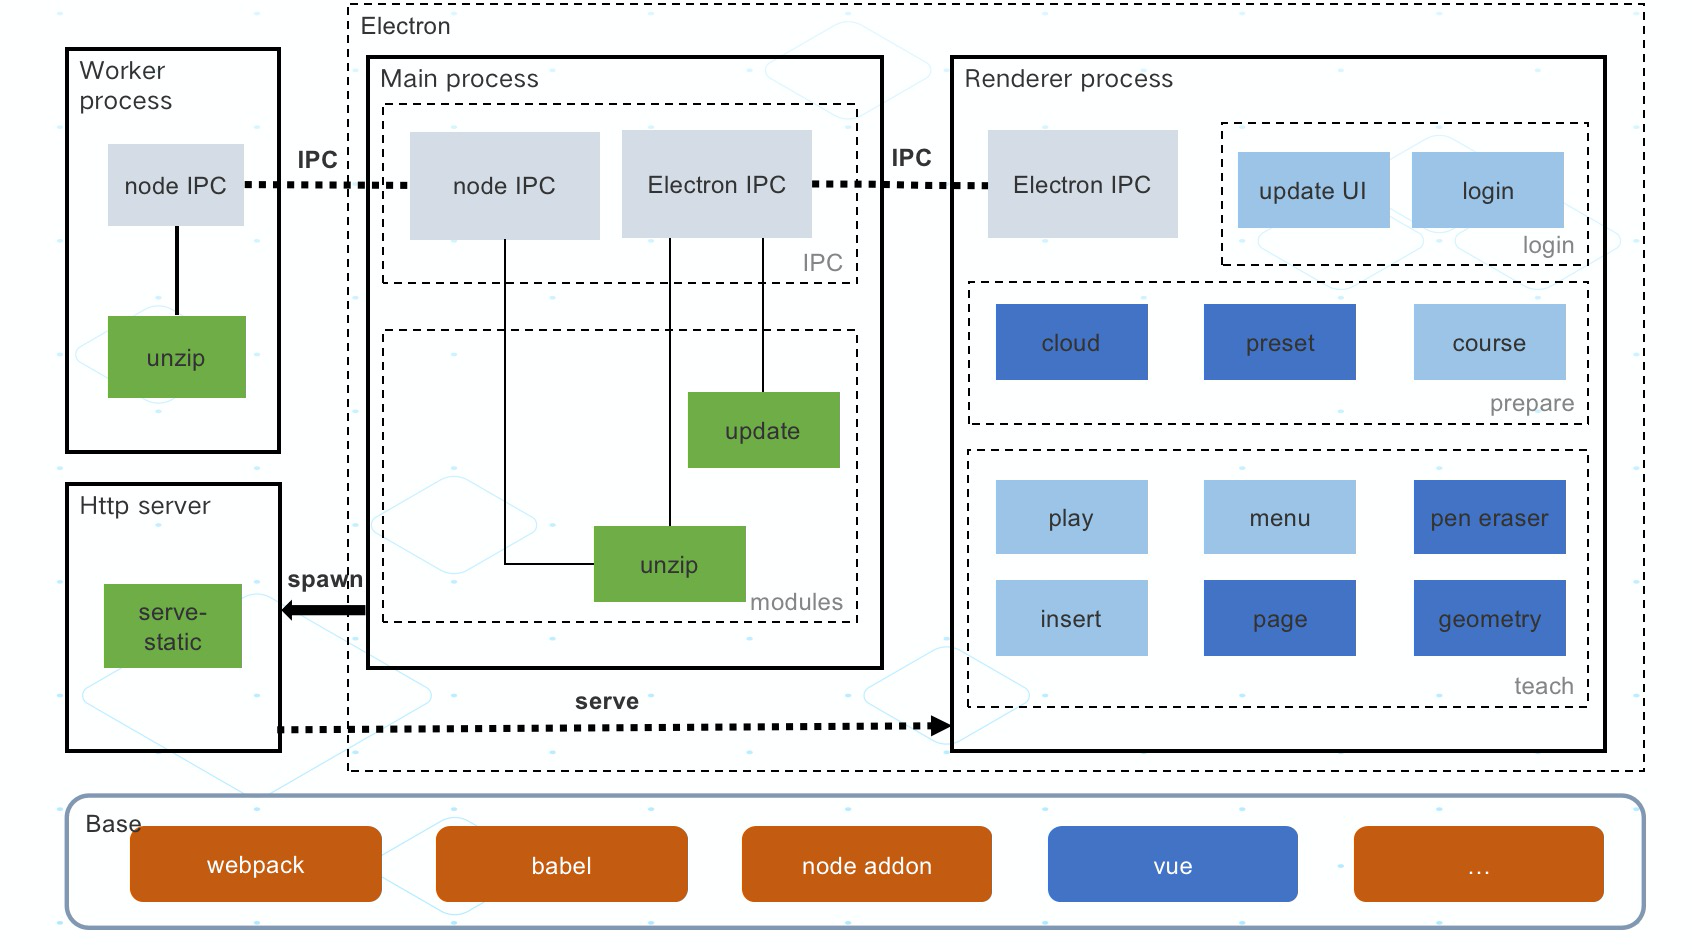 Electron
Worker
process
node IPC
unzip
IPC
Main process
node IPC
Electron IPC
IPC
update
unzip
modules
IPC
Renderer process
Electron IPC
update UI
login
login
cloud
preset
course
prepare
play
menu
pen eraser
insert
page
geometry
teach
Http server
serve-
static
spawn
serve
Base
webpack
babel
node addon
vue
...